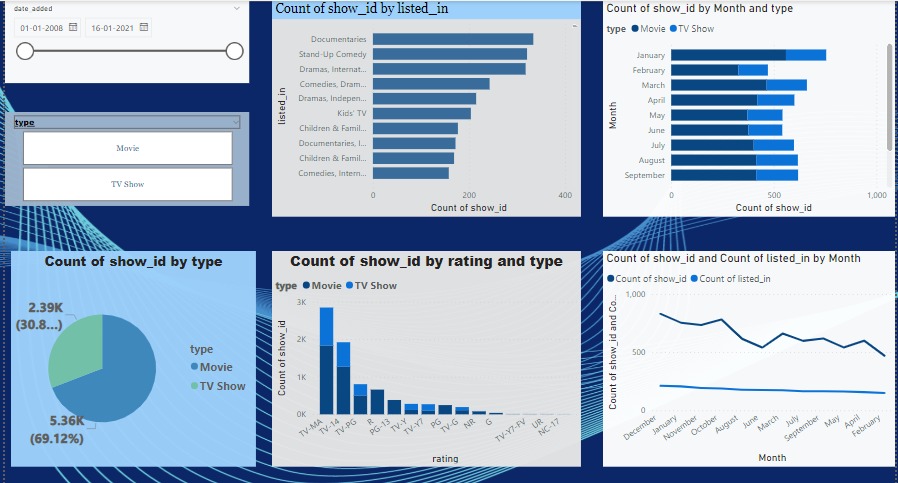 date_added
01-01-2008 16-01-2021
type
Movie
TV Show
Count of show_id by listed_in
listed_in
Documentaries
Stand-Up Comedy
Dramas, Internat...
Comedies, Dram...
Dramas, Indepen...
Kids' TV
Children & Famil...
Documentaries, I...
Children & Famil...
Comedies, Intern...
0 200 400
Count of show_id
Count of show_id by Month and type
type Movie TV Show
Month
January
February
March
April
May
June
July
August
September
0 500 1,000
Count of show_id
Count of show_id by type
2.39K
(30.8...)
5.36K
(69.12%)
type
Movie
TV Show
Count of show_id by rating and type
type Movie TV Show
Count of show_id
3K
2K
1K
0K
TV-MA TV-14 TV-PG R PG-13 TV-Y TV-Y7 PG TV-G NR G TV-Y7-FV UR NC-17
rating
Count of show_id and Count of listed_in by Month
Count of show_id Count of listed_in
Count of show_id and Co...
1,000
500
0
December January November October August June March July September May April February
Month